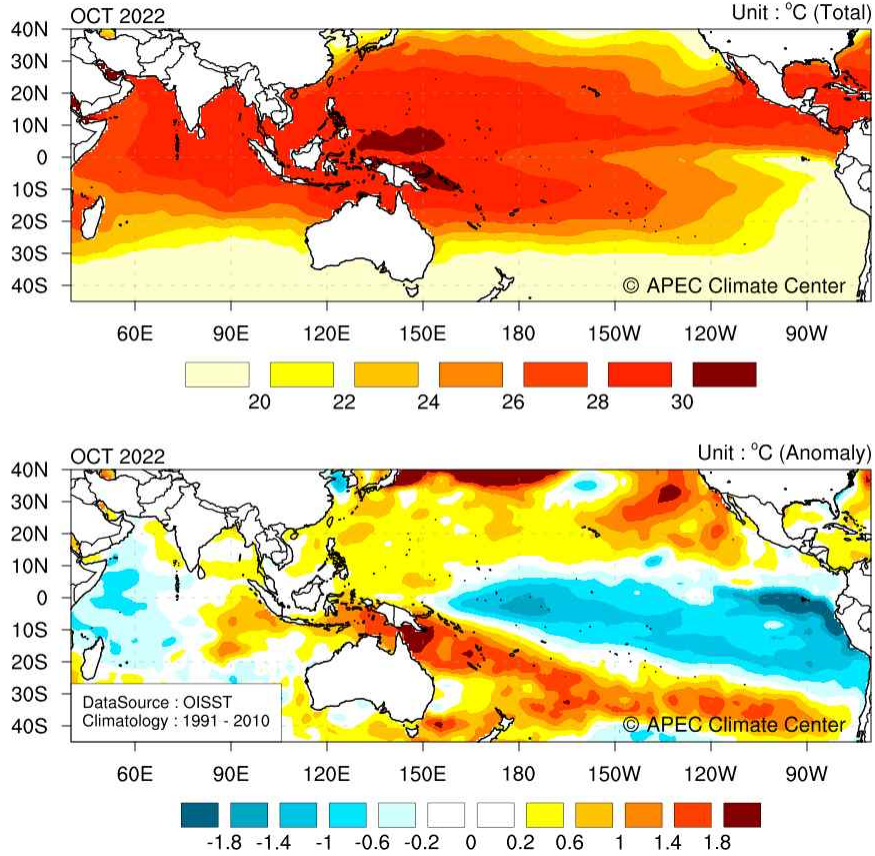 OCT 2022 Unit : °C (Total)
40N
30N
20N
10N
0
10S
20S
30S
40S
© APEC Climate Center
60E 90E 120E 150E 180 150W 120W 90W
20 22 24 26 28 30
OCT 2022 Unit : °C (Anomaly)
40N
30N
20N
10N
0
10S
20S
30S
40S
DataSource : OISST
Climatology : 1991 - 2010
© APEC Climate Center
60E 90E 120E 150E 180 150W 120W 90W
-1.8 -1.4 -1 -0.6 -0.2 0 0.2 0.6 1 1.4 1.8